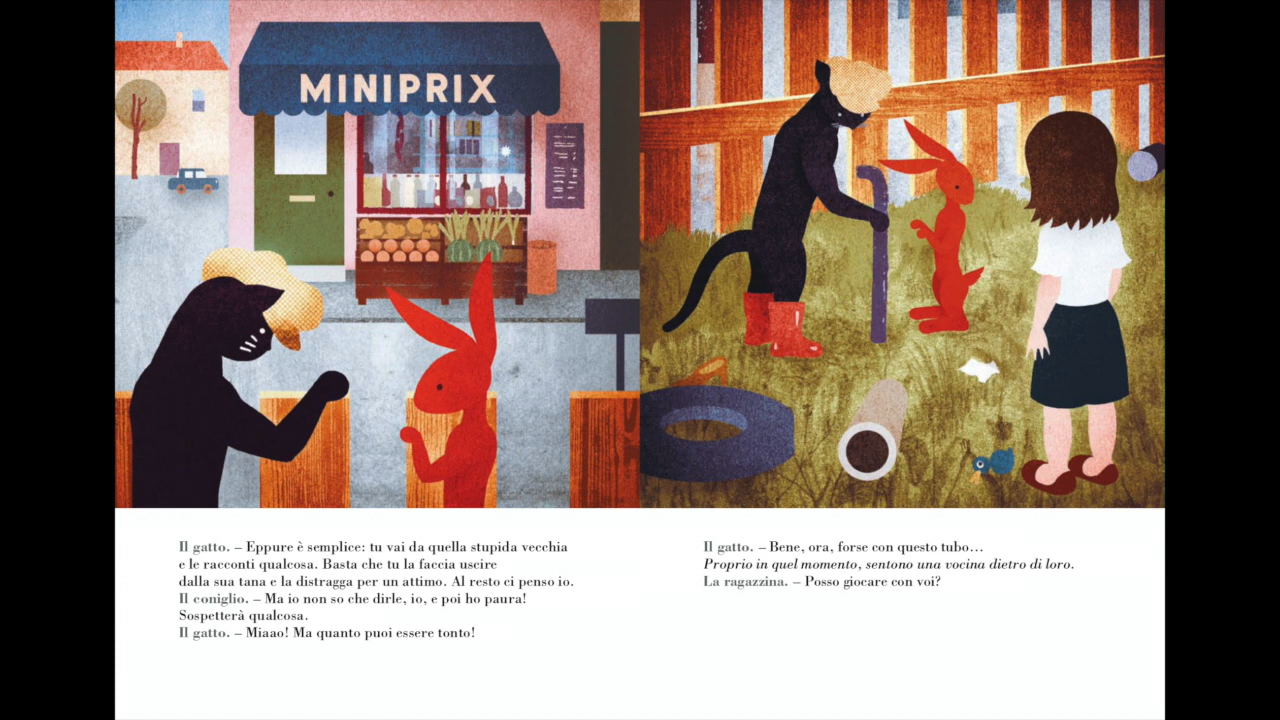 MINIPRIX
Il gatto. – Eppure è semplice: tu vai da quella stupida vecchia
e le racconti qualcosa. Basta che tu la faccia uscire
dalla sua tana e la distragga per un attimo. Al resto ci penso io.
Il coniglio. – Ma io non so che dirle, io, e poi ho paura!
Sospetterà qualcosa.
Il gatto. – Miaao! Ma quanto puoi essere tonto!
Il gatto. – Bene, ora, forse con questo tubo…
Proprio in quel momento, sentono una vocina dietro di loro.
La ragazzina. – Posso giocare con voi?